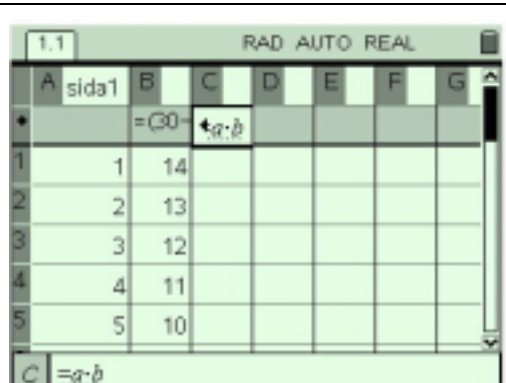 1.1 RAD AUTO REAL
A sida1 B C D E F G
♦ =(30- a·b
1 1 14
2 2 13
3 3 12
4 4 11
5 5 10
C =a·b